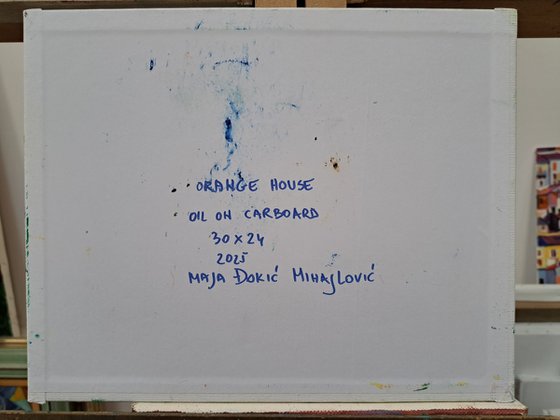 ORANGE HOUSE
OIL ON CARBOARD
30 x 24
2025
MAJA ĐOKIĆ MIHAJLOVIĆ